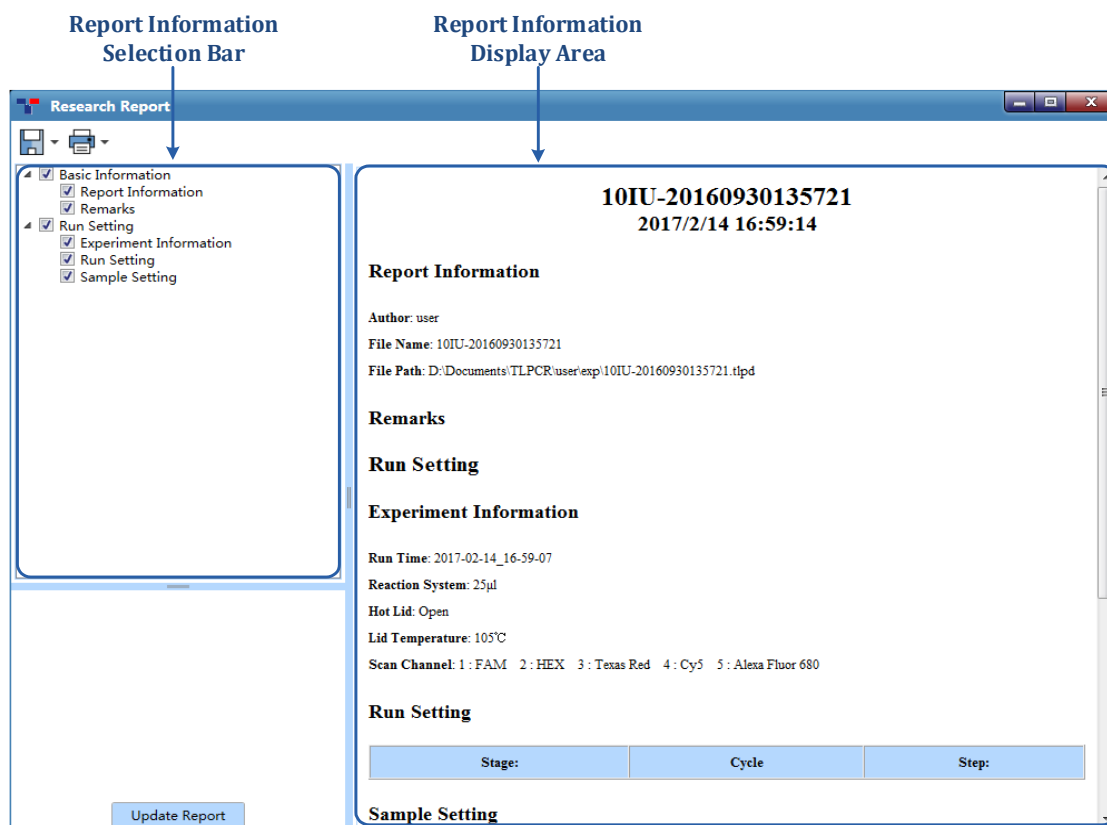 Report Information
Selection Bar
Report Information
Display Area
Research Report
Basic Information
Report Information
Remarks
Run Setting
Experiment Information
Run Setting
Sample Setting
Update Report
10IU-20160930135721
2017/2/14 16:59:14
Report Information
Author: user
File Name: 10IU-20160930135721
File Path: D:\Documents\TLPCR\user\exp\10IU-20160930135721.tlpd
Remarks
Run Setting
Experiment Information
Run Time: 2017-02-14_16-59-07
Reaction System: 25μl
Hot Lid: Open
Lid Temperature: 105℃
Scan Channel: 1 : FAM 2 : HEX 3 : Texas Red 4 : Cy5 5 : Alexa Fluor 680
Run Setting
Stage: Cycle Step:
Sample Setting